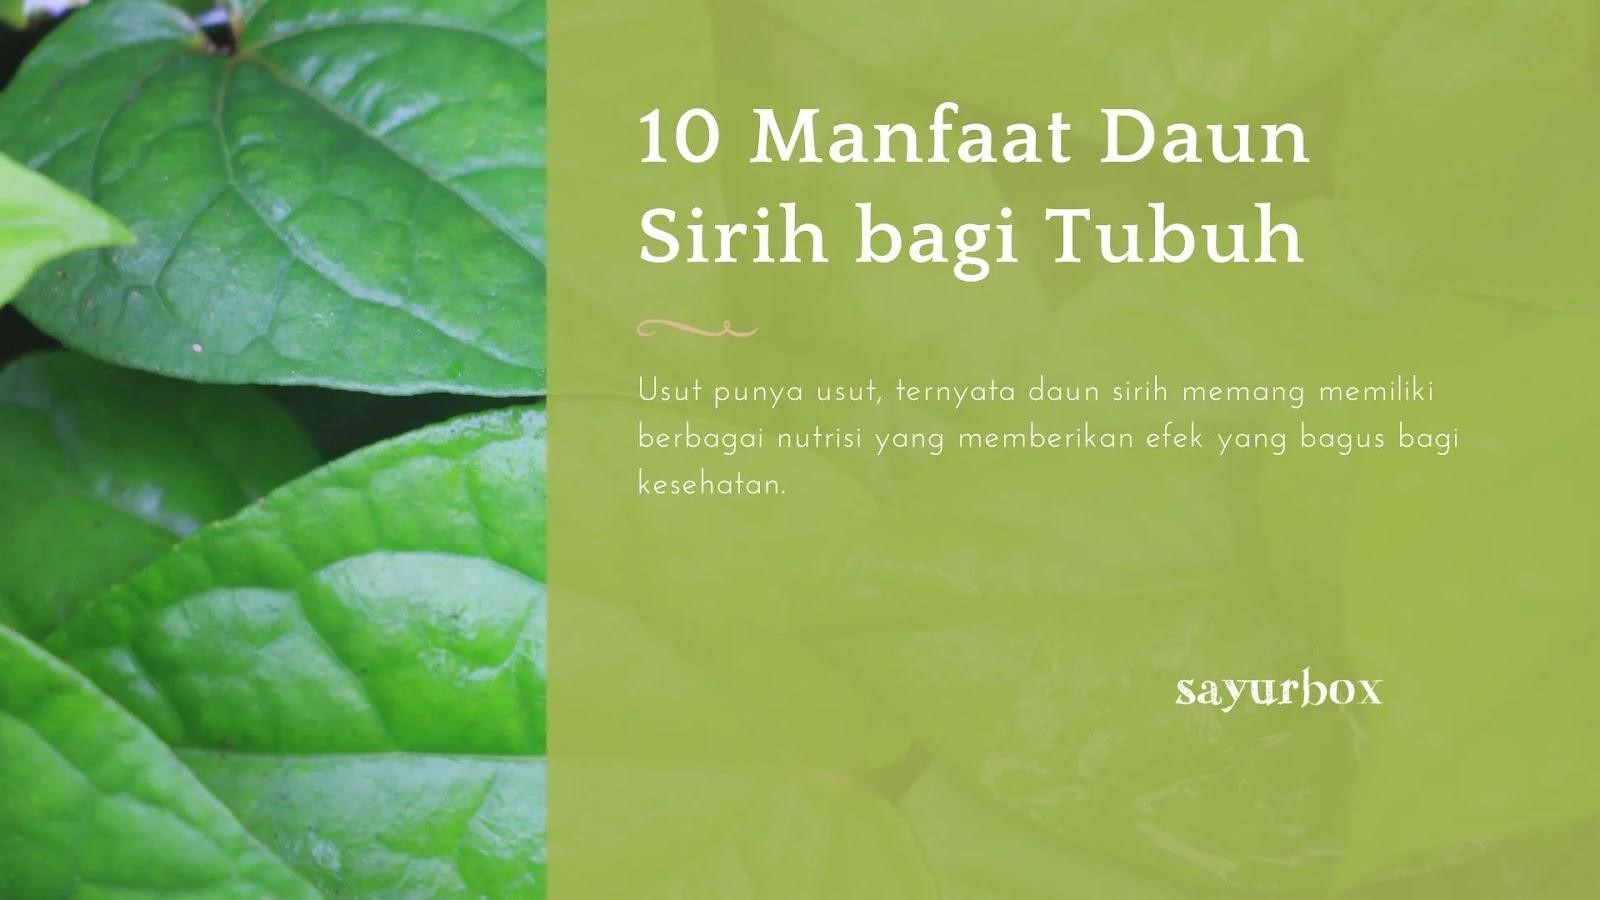 10 Manfaat Daun
Sirih bagi Tubuh
Usut punya usut, ternyata daun sirih memang memiliki
berbagai nutrisi yang memberikan efek yang bagus bagi
kesehatan.
sayurbox